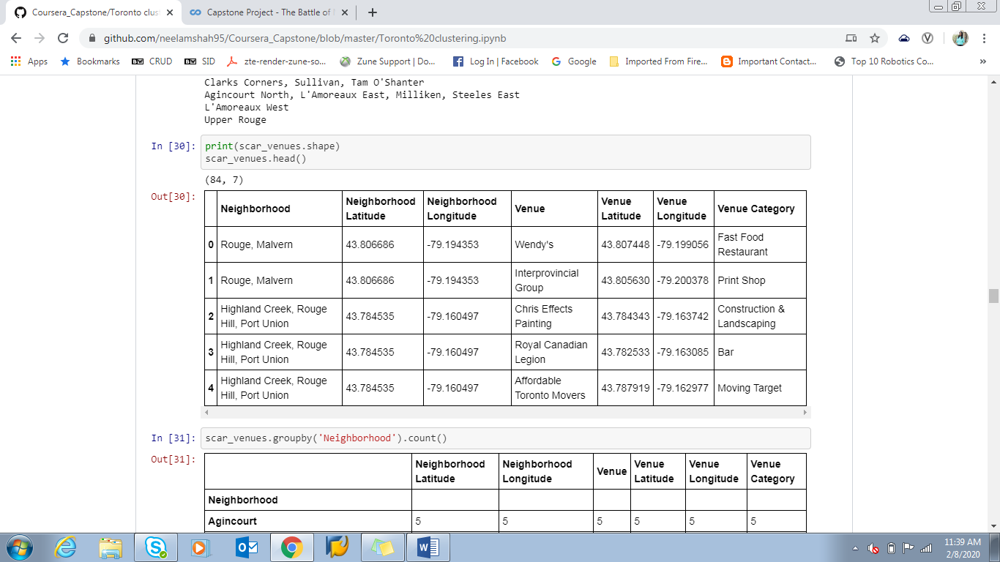 Coursera_Capstone/Toronto clus
Capstone Project - The Battle of
github.com/neelamshah95/Coursera_Capstone/blob/master/Toronto%20clustering.ipynb
Apps Bookmarks CRUD SID zte-render-zune-so... Zune Support | Do... Log In | Facebook Google Imported From Fire... Important Contact... Top 10 Robotics Co... »
Clarks Corners, Sullivan, Tam O'Shanter
Agincourt North, L'Amoreaux East, Milliken, Steeles East
L'Amoreaux West
Upper Rouge
In [30]: print(scar_venues.shape)
scar_venues.head()
(84, 7)
Out[30]:
Neighborhood Neighborhood Latitude Neighborhood Longitude Venue Venue Latitude Venue Longitude Venue Category
0 Rouge, Malvern 43.806686 -79.194353 Wendy's 43.807448 -79.199056 Fast Food Restaurant
1 Rouge, Malvern 43.806686 -79.194353 Interprovincial Group 43.805630 -79.200378 Print Shop
2 Highland Creek, Rouge Hill, Port Union 43.784535 -79.160497 Chris Effects Painting 43.784343 -79.163742 Construction & Landscaping
3 Highland Creek, Rouge Hill, Port Union 43.784535 -79.160497 Royal Canadian Legion 43.782533 -79.163085 Bar
4 Highland Creek, Rouge Hill, Port Union 43.784535 -79.160497 Affordable Toronto Movers 43.787919 -79.162977 Moving Target
In [31]: scar_venues.groupby('Neighborhood').count()
Out[31]:
Neighborhood Latitude Neighborhood Longitude Venue Venue Latitude Venue Longitude Venue Category
Neighborhood
Agincourt 5 5 5 5 5 5
11:39 AM
2/8/2020